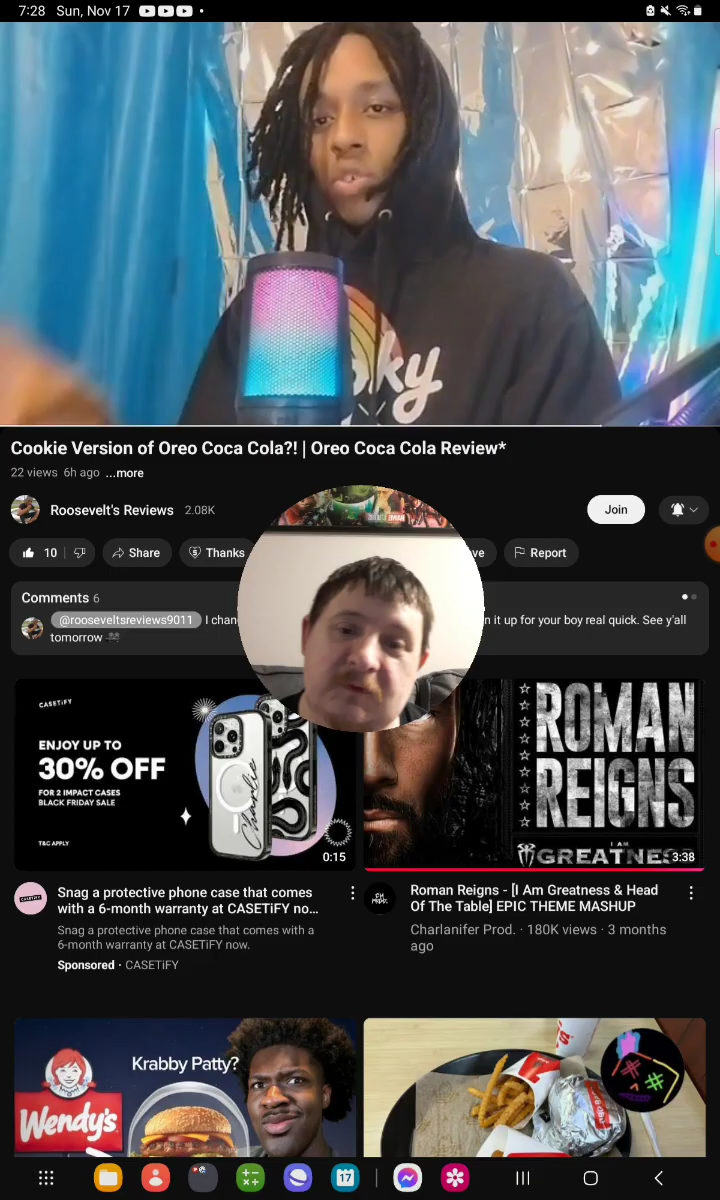 7:28 Sun, Nov 17
ky
Cookie Version of Oreo Coca Cola?! | Oreo Coca Cola Review*
22 views 6h ago ...more
Roosevelt's Reviews 2.08K
Join
10
Share
Thanks
ve
Report
Comments 6
@rooseveltsreviews9011 I chan
n it up for your boy real quick. See y'all
tomorrow
CASETiFY
ENJOY UP TO
30% OFF
FOR 2 IMPACT CASES
BLACK FRIDAY SALE
T&C APPLY
Charlie
0:15
ROMAN
REIGNS
I AM
GREATNES
3:38
Snag a protective phone case that comes
with a 6-month warranty at CASETiFY no...
Snag a protective phone case that comes with a
6-month warranty at CASETiFY now.
Sponsored · CASETiFY
Roman Reigns - [I Am Greatness & Head
Of The Table] EPIC THEME MASHUP
Charlanifer Prod. · 180K views · 3 months
ago
Krabby Patty?
Wendy's
17